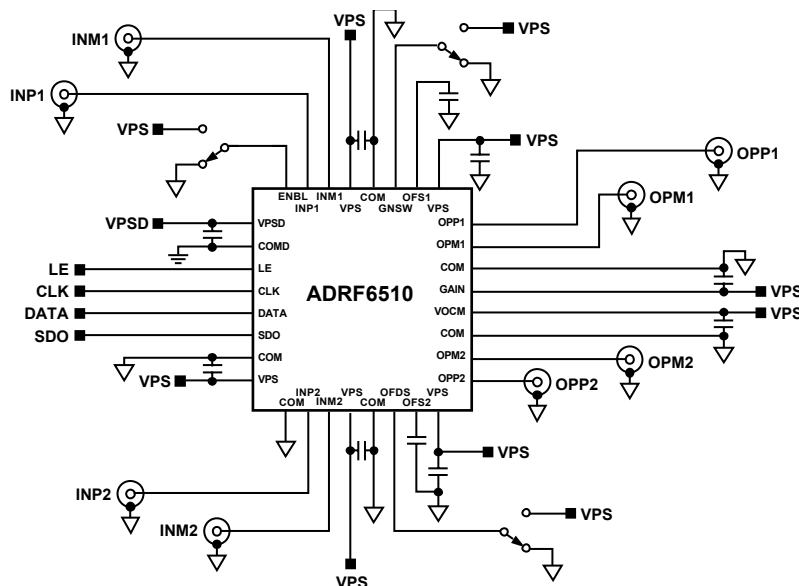 INM1
VPS
VPS
INP1
VPS
VPS
OPP1
OPM1
ENBL INM1 COM OFS1
INP1 VPS GNSW VPS
VPSD
VPSD
OPP1
COMD
OPM1
LE
LE
COM
CLK
CLK
ADRF6510
GAIN
VPS
DATA
DATA
VOCM
VPS
SDO
SDO
COM
COM
OPM2
OPM2
VPS
VPS
OPP2
OPP2
INP2 VPS OFDS VPS
COM INM2 COM OFS2
VPS
INP2
INM2
VPS
VPS